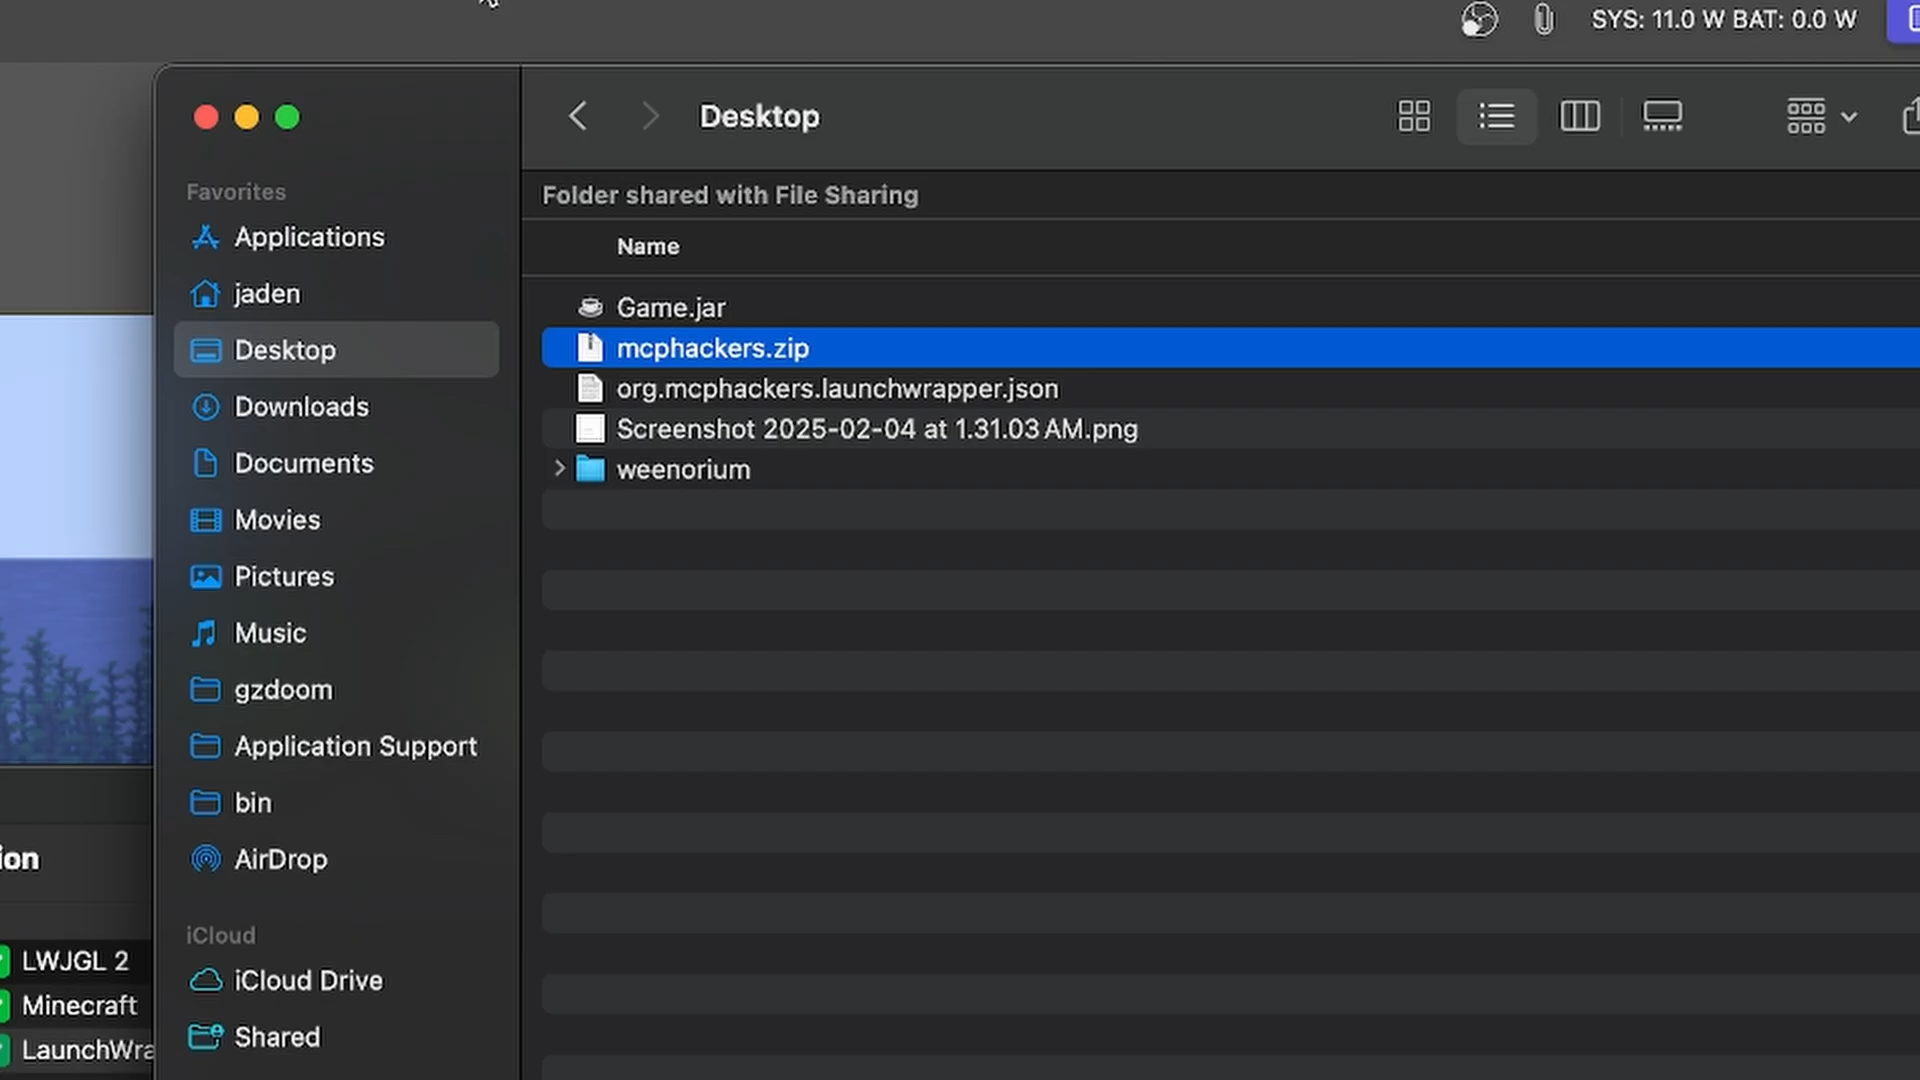 SYS: 11.0 W BAT: 0.0 W
Desktop
Favorites
Applications
jaden
Desktop
Downloads
Documents
Movies
Pictures
Music
gzdoom
Application Support
bin
AirDrop
iCloud
iCloud Drive
Shared
Folder shared with File Sharing
Name
Game.jar
mcphackers.zip
org.mcphackers.launchwrapper.json
Screenshot 2025-02-04 at 1.31.03 AM.png
weenorium
ion
LWJGL 2
Minecraft
LaunchWra